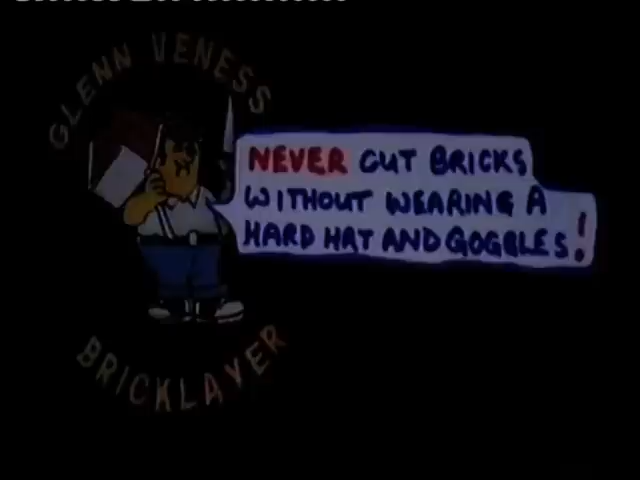 GLENN VENESS
NEVER CUT BRICKS
WITHOUT WEARING A
HARD HAT AND GOGGLES!
BRICKLAYER